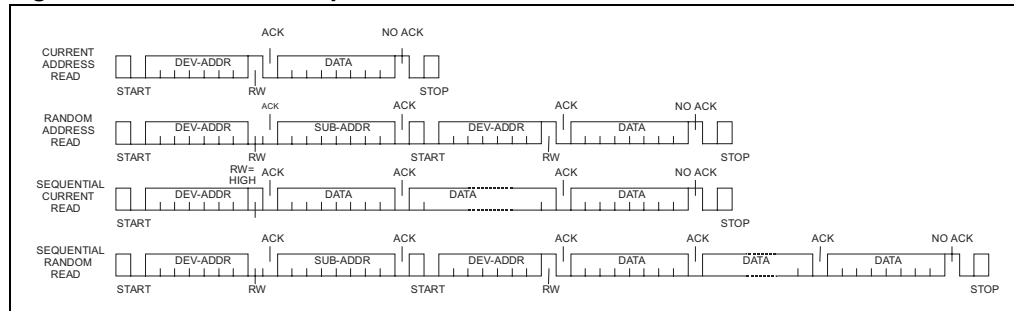 ACK NO ACK
CURRENT
ADDRESS
READ
DEV-ADDR DATA
START RW STOP
ACK ACK ACK NO ACK
RANDOM
ADDRESS
READ
DEV-ADDR SUB-ADDR DEV-ADDR DATA
START RW START RW STOP
RW=
HIGH
ACK ACK ACK NO ACK
SEQUENTIAL
CURRENT
READ
DEV-ADDR DATA DATA DATA
START STOP
ACK ACK ACK ACK ACK NO ACK
SEQUENTIAL
RANDOM
READ
DEV-ADDR SUB-ADDR DEV-ADDR DATA DATA DATA
START RW START RW STOP